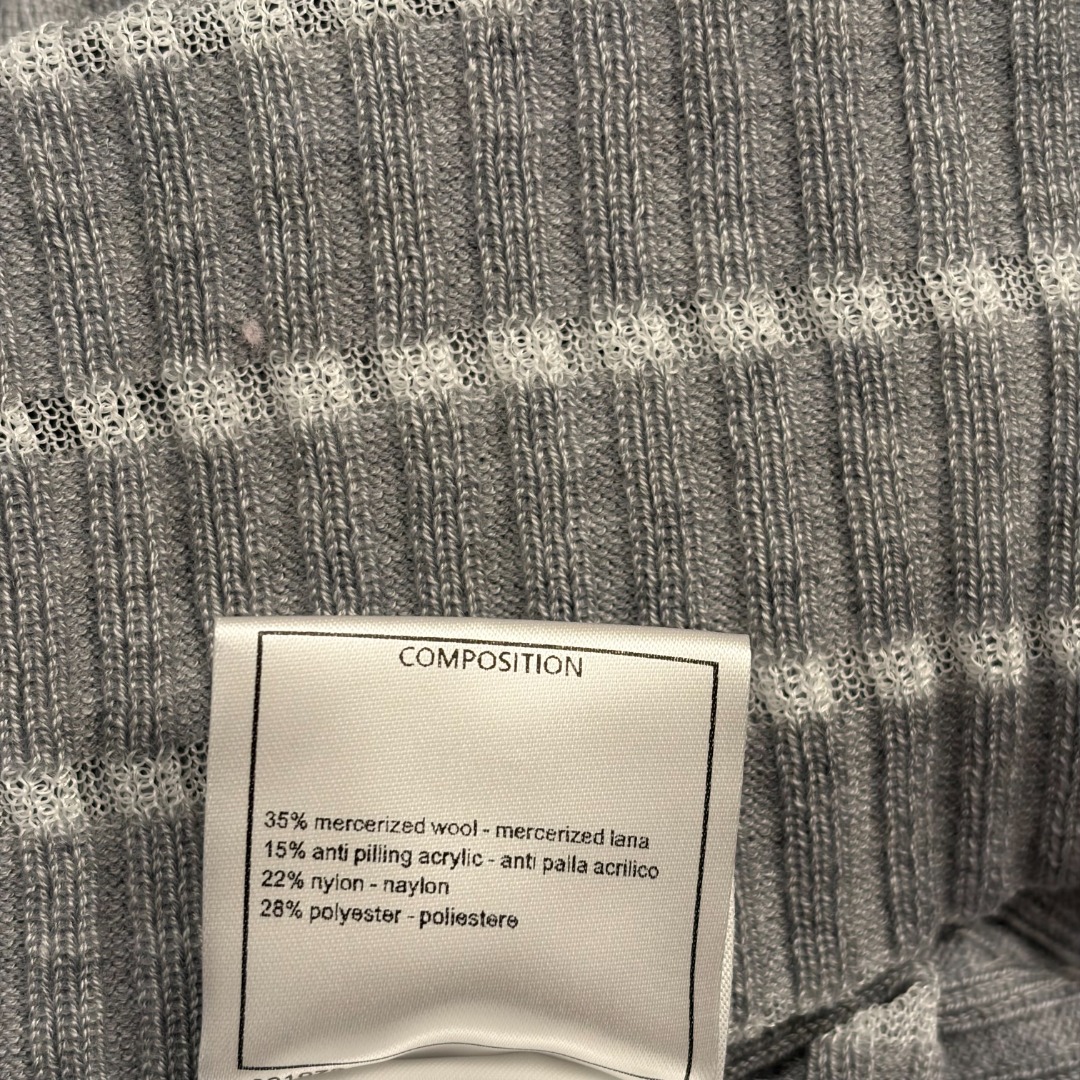 COMPOSITION
35% mercerized wool - mercerized lana
15% anti pilling acrylic - anti palla acrilico
22% nylon - naylon
28% polyester - poliestere